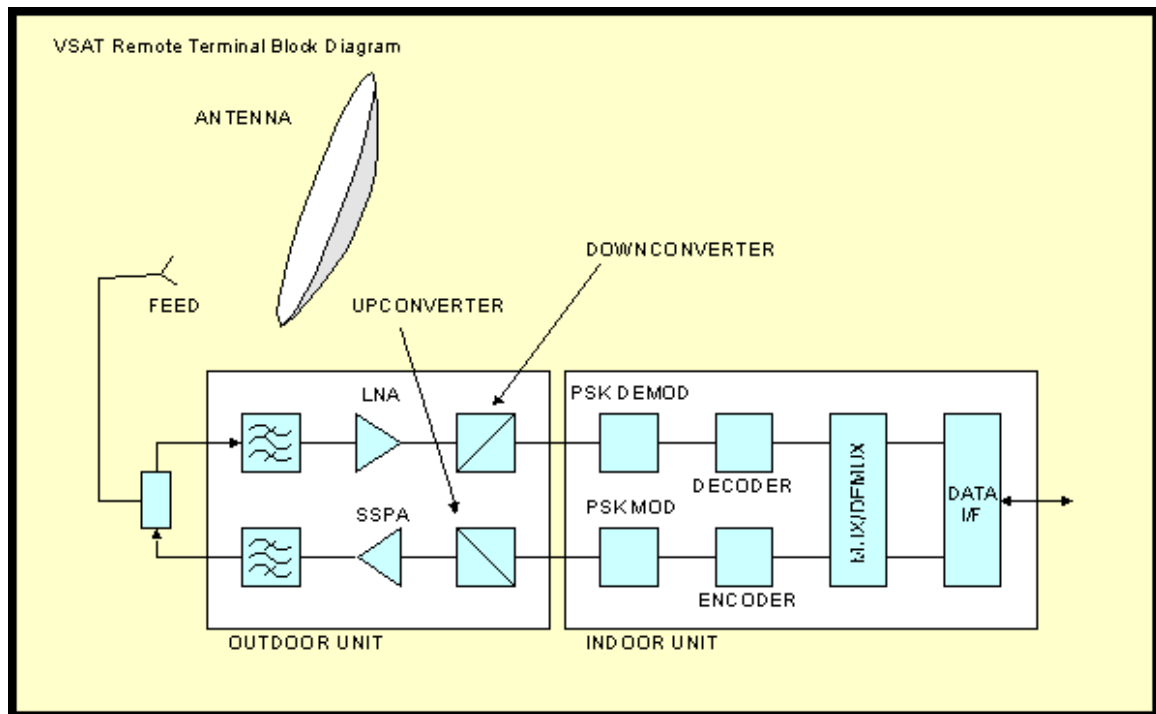 VSAT Remote Terminal Block Diagram
ANTENNA
DOWNCONVERTER
FEED
UPCONVERTER
LNA
PSK DEMOD
DECODER
SSPA
PSK MOD
MUX/DEMUX
DATA
I/F
ENCODER
OUTDOOR UNIT
INDOOR UNIT